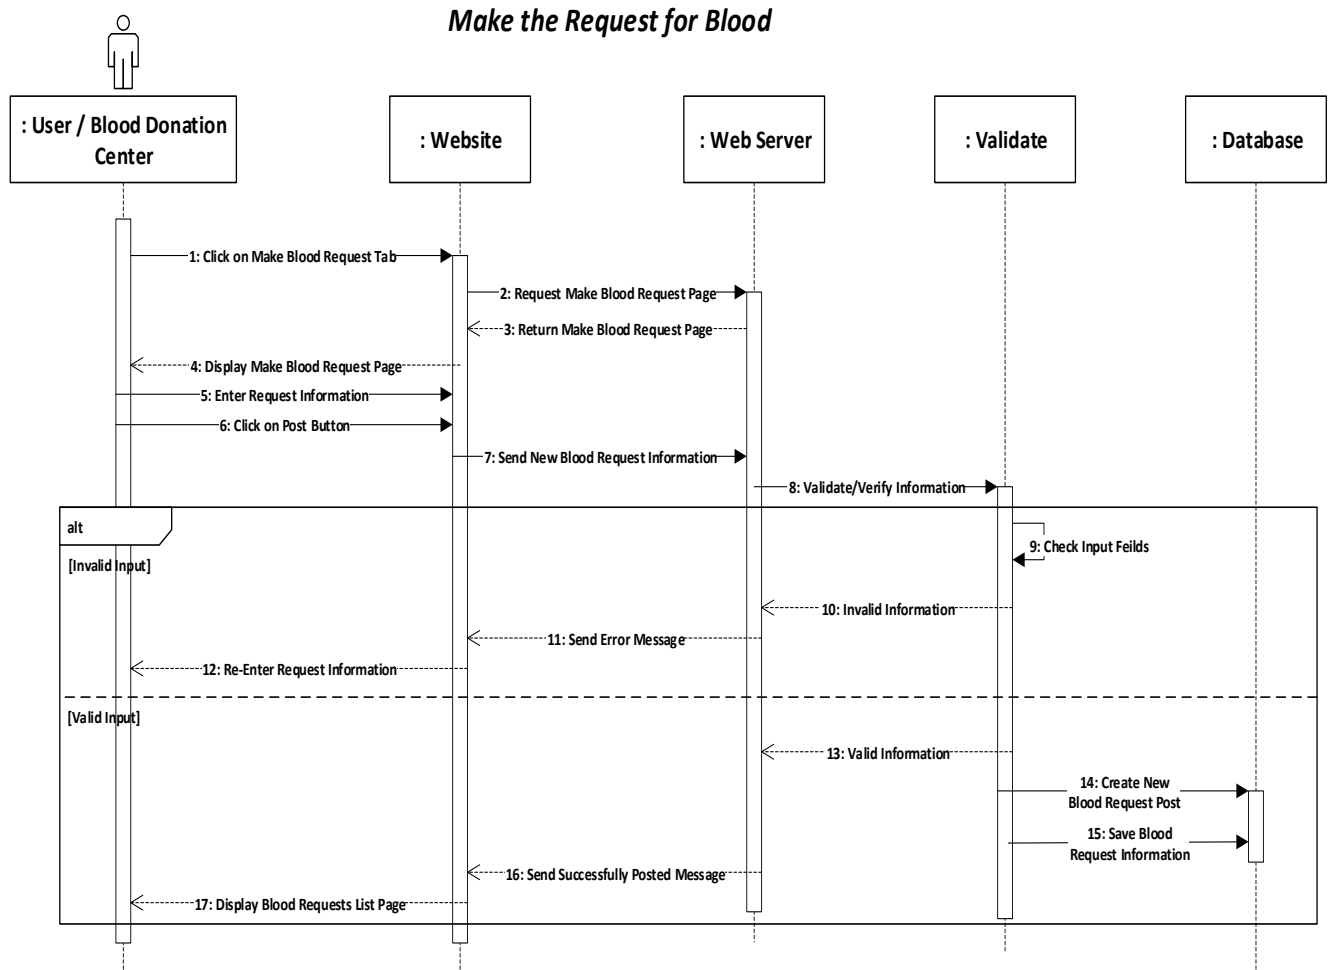 Make the Request for Blood
: User / Blood Donation
Center
: Website
: Web Server
: Validate
: Database
1: Click on Make Blood Request Tab
2: Request Make Blood Request Page
3: Return Make Blood Request Page
4: Display Make Blood Request Page
5: Enter Request Information
6: Click on Post Button
7: Send New Blood Request Information
8: Validate/Verify Information
alt
9: Check Input Feilds
[Invalid Input]
10: Invalid Information
11: Send Error Message
12: Re-Enter Request Information
[Valid Input]
13: Valid Information
14: Create New
Blood Request Post
15: Save Blood
Request Information
16: Send Successfully Posted Message
17: Display Blood Requests List Page